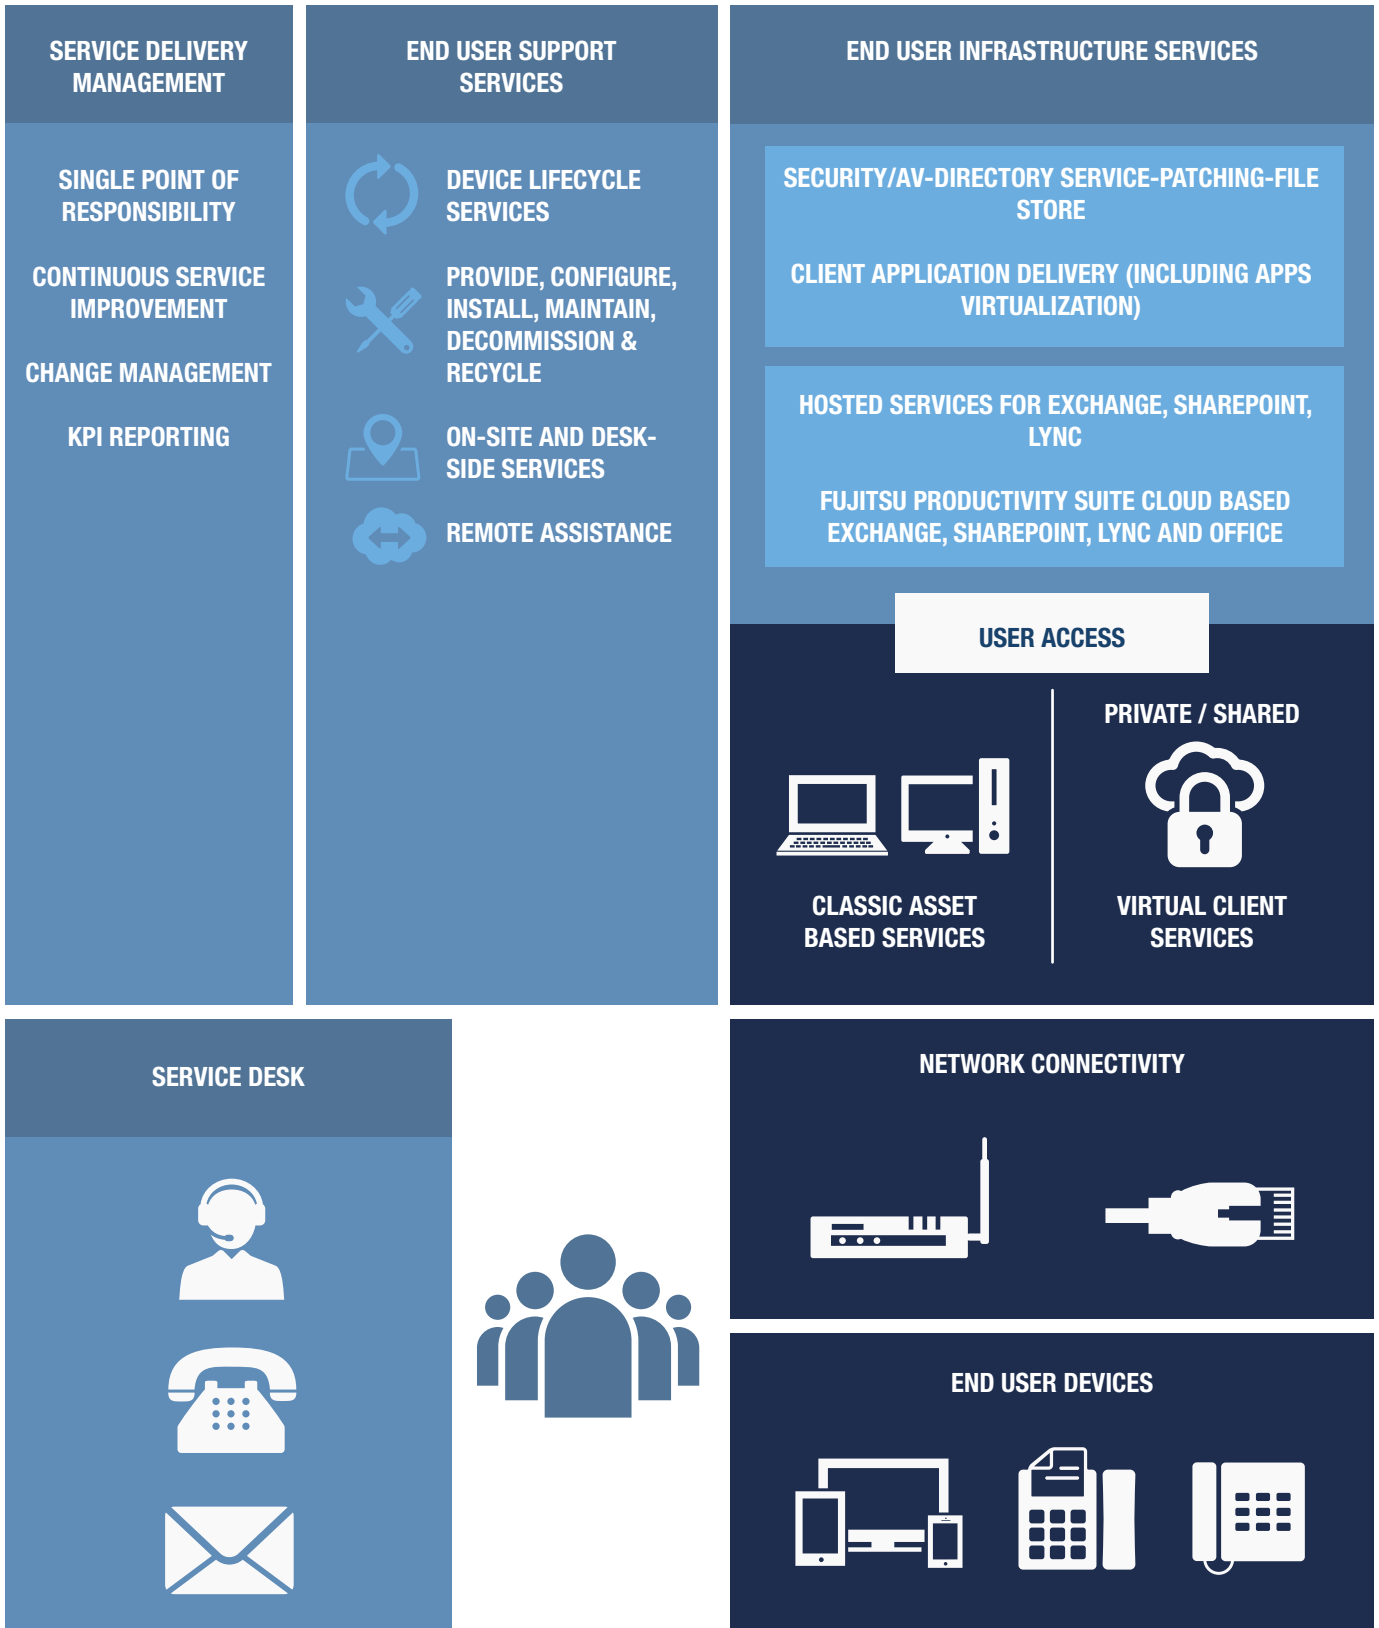 SERVICE DELIVERY
MANAGEMENT
SINGLE POINT OF
RESPONSIBILITY
CONTINUOUS SERVICE
IMPROVEMENT
CHANGE MANAGEMENT
KPI REPORTING
END USER SUPPORT
SERVICES
DEVICE LIFECYCLE
SERVICES
PROVIDE, CONFIGURE,
INSTALL, MAINTAIN,
DECOMMISSION &
RECYCLE
ON-SITE AND DESK-
SIDE SERVICES
REMOTE ASSISTANCE
END USER INFRASTRUCTURE SERVICES
SECURITY/AV-DIRECTORY SERVICE-PATCHING-FILE
STORE
CLIENT APPLICATION DELIVERY (INCLUDING APPS
VIRTUALIZATION)
HOSTED SERVICES FOR EXCHANGE, SHAREPOINT,
LYNC
FUJITSU PRODUCTIVITY SUITE CLOUD BASED
EXCHANGE, SHAREPOINT, LYNC AND OFFICE
USER ACCESS
CLASSIC ASSET
BASED SERVICES
PRIVATE / SHARED
VIRTUAL CLIENT
SERVICES
SERVICE DESK
NETWORK CONNECTIVITY
END USER DEVICES